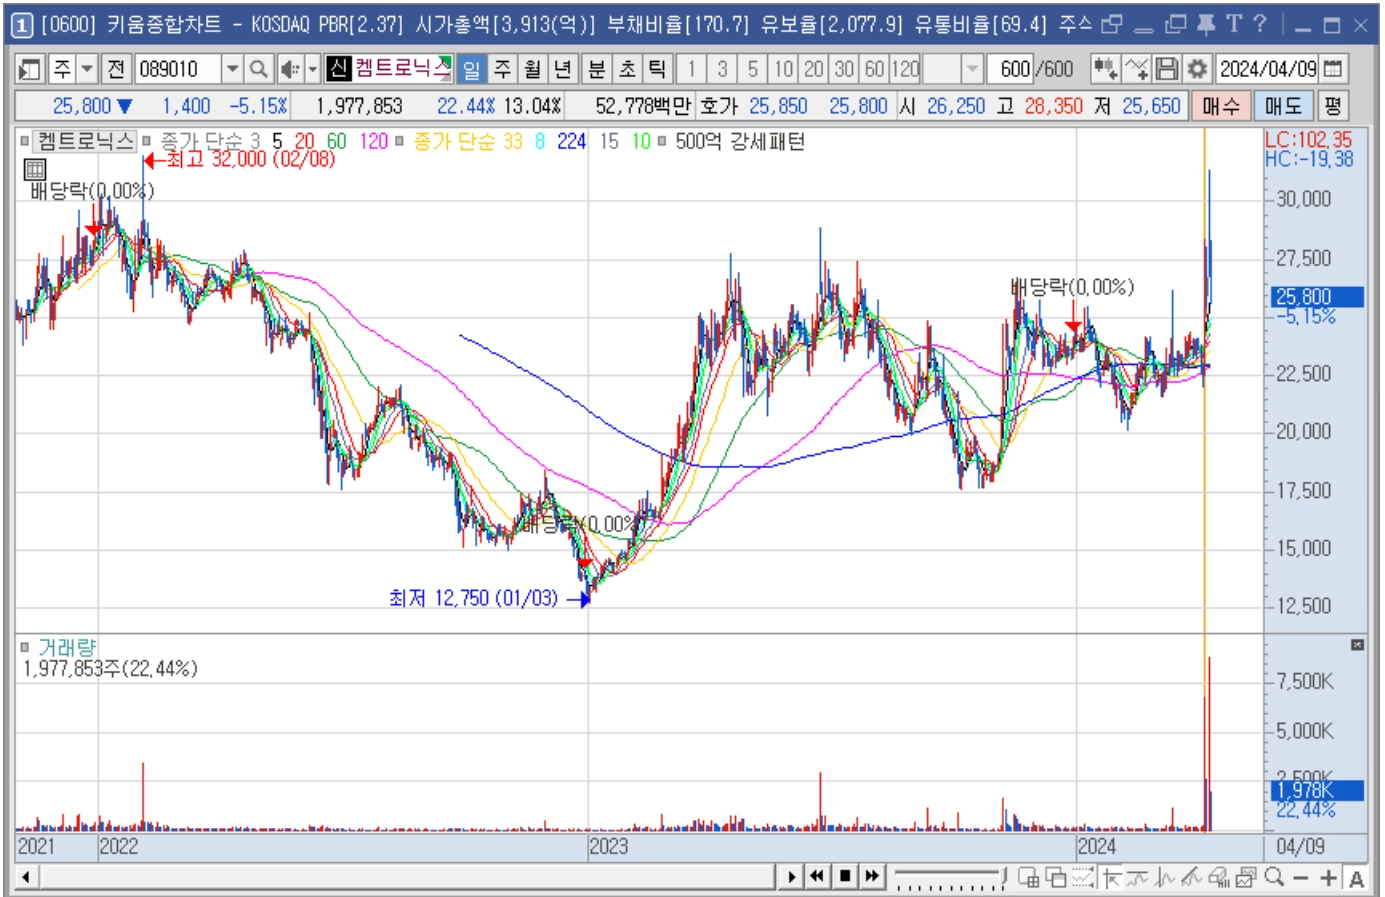 1 [0600] 키움종합차트 - KOSDAQ PBR[2.37] 시가총액[3,913(억)] 부채비율[170.7] 유보율[2,077.9] 유통비율[69.4] 주식
주 전 089010 신 켐트로닉스 일 주 월 년 분 초 틱 1 3 5 10 20 30 60 120 600 /600 2024/04/09
25,800 ▼ 1,400 -5.15% 1,977,853 22.44% 13.04% 52,778백만 호가 25,850 25,800 시 26,250 고 28,350 저 25,650 매수 매도 평
켐트로닉스 종가 단순 3 5 20 60 120 종가 단순 33 8 224 15 10 500억 강세패턴
LC:102.35
HC:-19.38
최고 32,000 (02/08)
배당락(0.00%)
30,000
27,500
배당락(0.00%)
25,800
-5.15%
22,500
20,000
17,500
배당락(0.00%)
15,000
최저 12,750 (01/03)
12,500
거래량
1,977,853주(22.44%)
7,500K
5,000K
2,500K
1,978K
22.44%
2021 2022 2023 2024 04/09
A